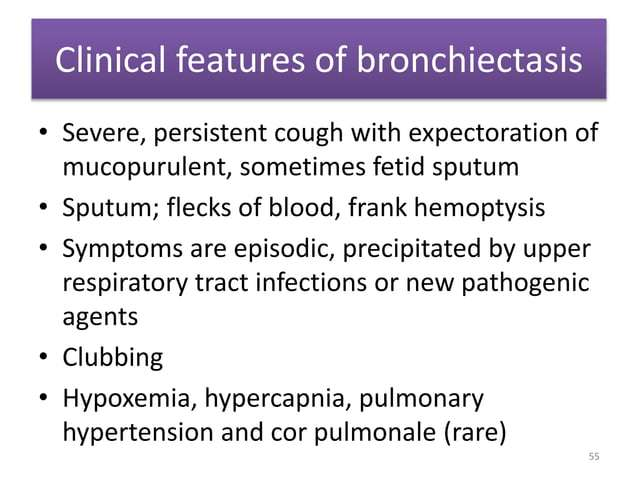 Clinical features of bronchiectasis
• Severe, persistent cough with expectoration of
mucopurulent, sometimes fetid sputum
• Sputum; flecks of blood, frank hemoptysis
• Symptoms are episodic, precipitated by upper
respiratory tract infections or new pathogenic
agents
• Clubbing
• Hypoxemia, hypercapnia, pulmonary
hypertension and cor pulmonale (rare)
55